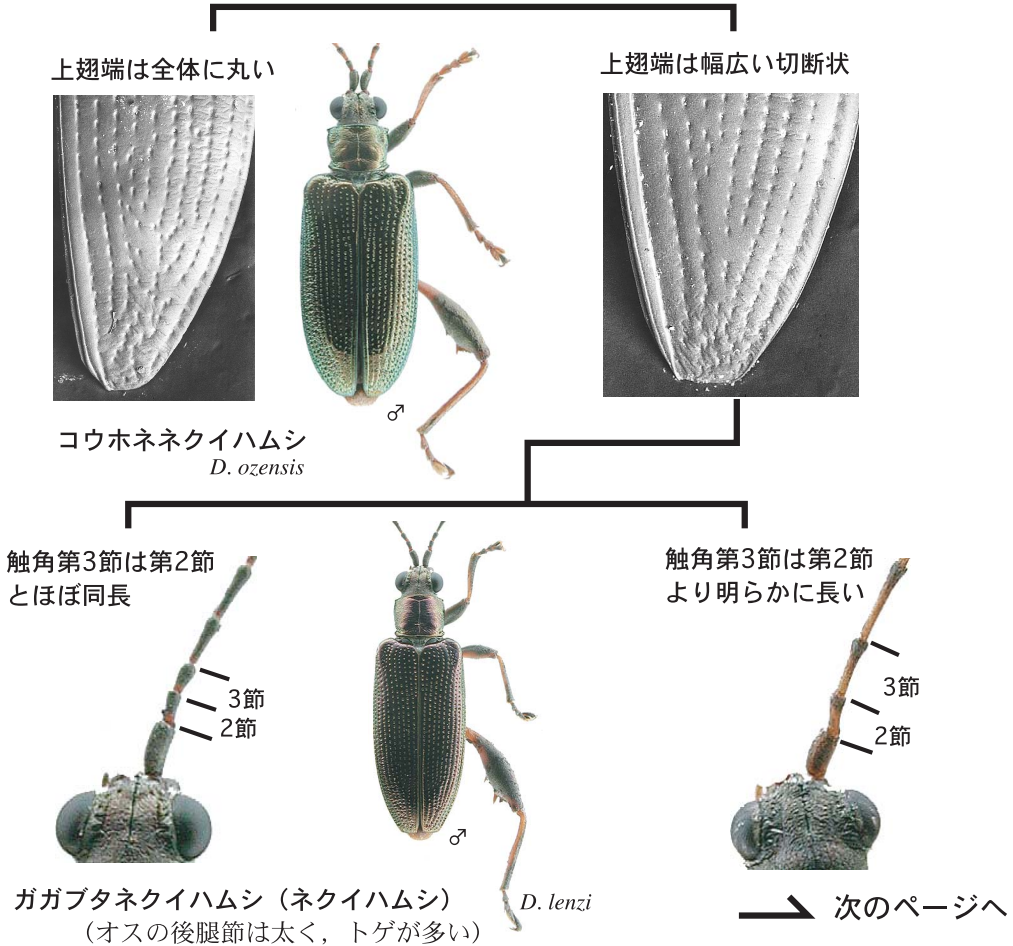 上翅端は全体に丸い
上翅端は幅広い切断状
♂
コウホネネクイハムシ
D. ozensis
触角第3節は第2節
とほぼ同長
3節
2節
触角第3節は第2節
より明らかに長い
3節
2節
♂
ガガブタネクイハムシ（ネクイハムシ）
D. lenzi
（オスの後腿節は太く，トゲが多い）
次のページへ